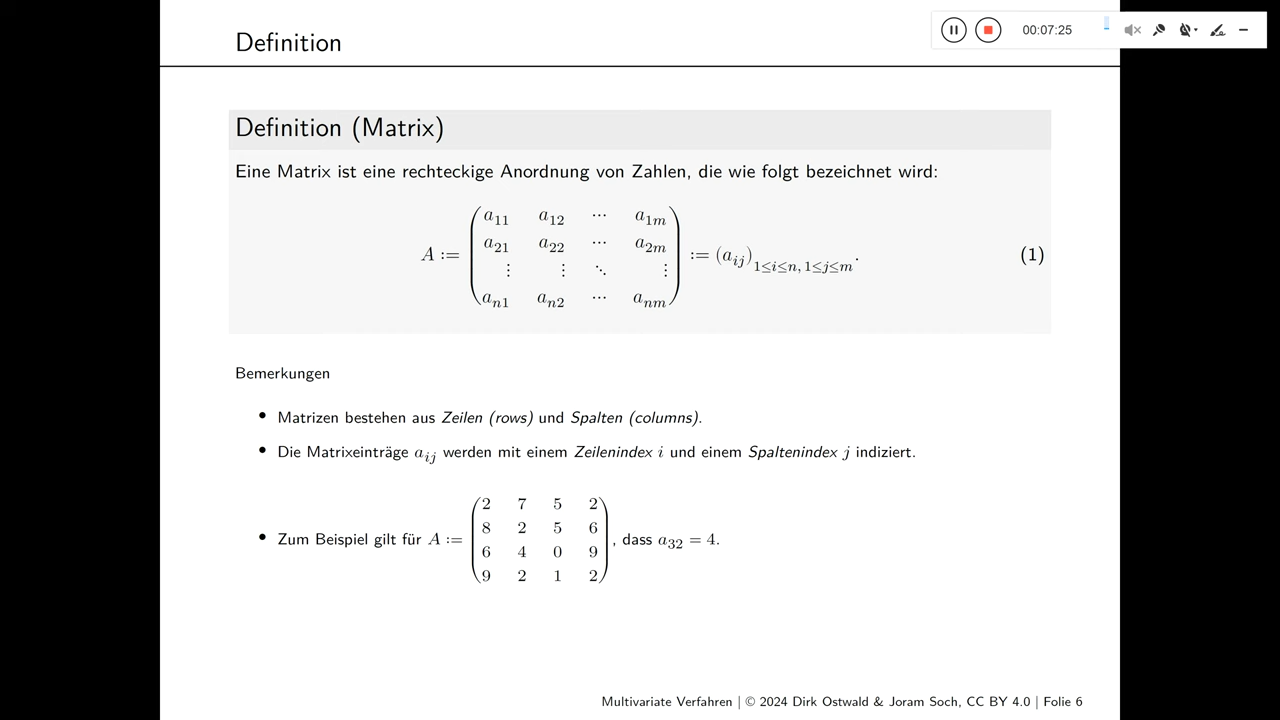 Definition
00:07:25
Definition (Matrix)
Eine Matrix ist eine rechteckige Anordnung von Zahlen, die wie folgt bezeichnet wird:
a₁₁ a₁₂ ⋯ a₁ₘ
a₂₁ a₂₂ ⋯ a₂ₘ
A := ⋮ ⋮ ⋱ ⋮ := (aᵢⱼ)₁≤ᵢ≤ₙ, ₁≤ⱼ≤ₘ. (1)
aₙ₁ aₙ₂ ⋯ aₙₘ
Bemerkungen
• Matrizen bestehen aus Zeilen (rows) und Spalten (columns).
• Die Matrixeinträge aᵢⱼ werden mit einem Zeilenindex i und einem Spaltenindex j indiziert.
2 7 5 2
8 2 5 6
• Zum Beispiel gilt für A := , dass a₃₂ = 4.
6 4 0 9
9 2 1 2
Multivariate Verfahren | © 2024 Dirk Ostwald & Joram Soch, CC BY 4.0 | Folie 6